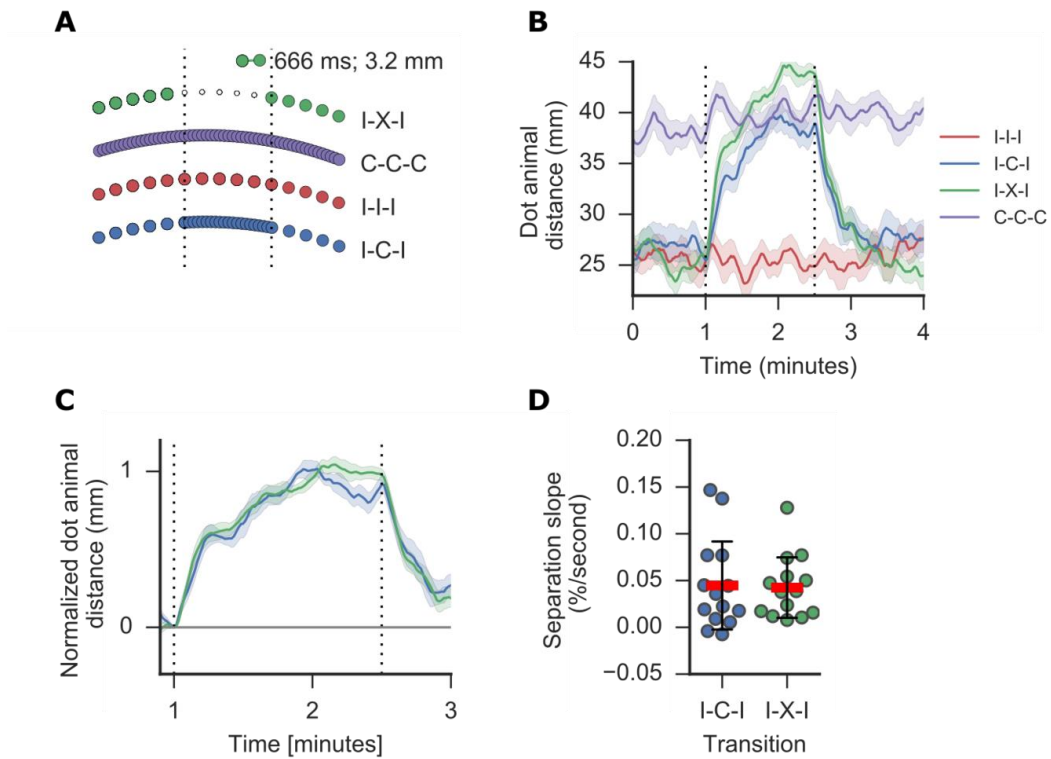 A
666 ms; 3.2 mm
I-X-I
C-C-C
I-I-I
I-C-I
B
Dot animal
distance (mm)
45
40
35
30
25
0
1
2
3
4
Time (minutes)
I-I-I
I-C-I
I-X-I
C-C-C
C
Normalized dot animal
distance (mm)
1
0
1
2
3
Time [minutes]
D
Separation slope
(%/second)
0.20
0.15
0.10
0.05
0.00
−0.05
I-C-I
I-X-I
Transition